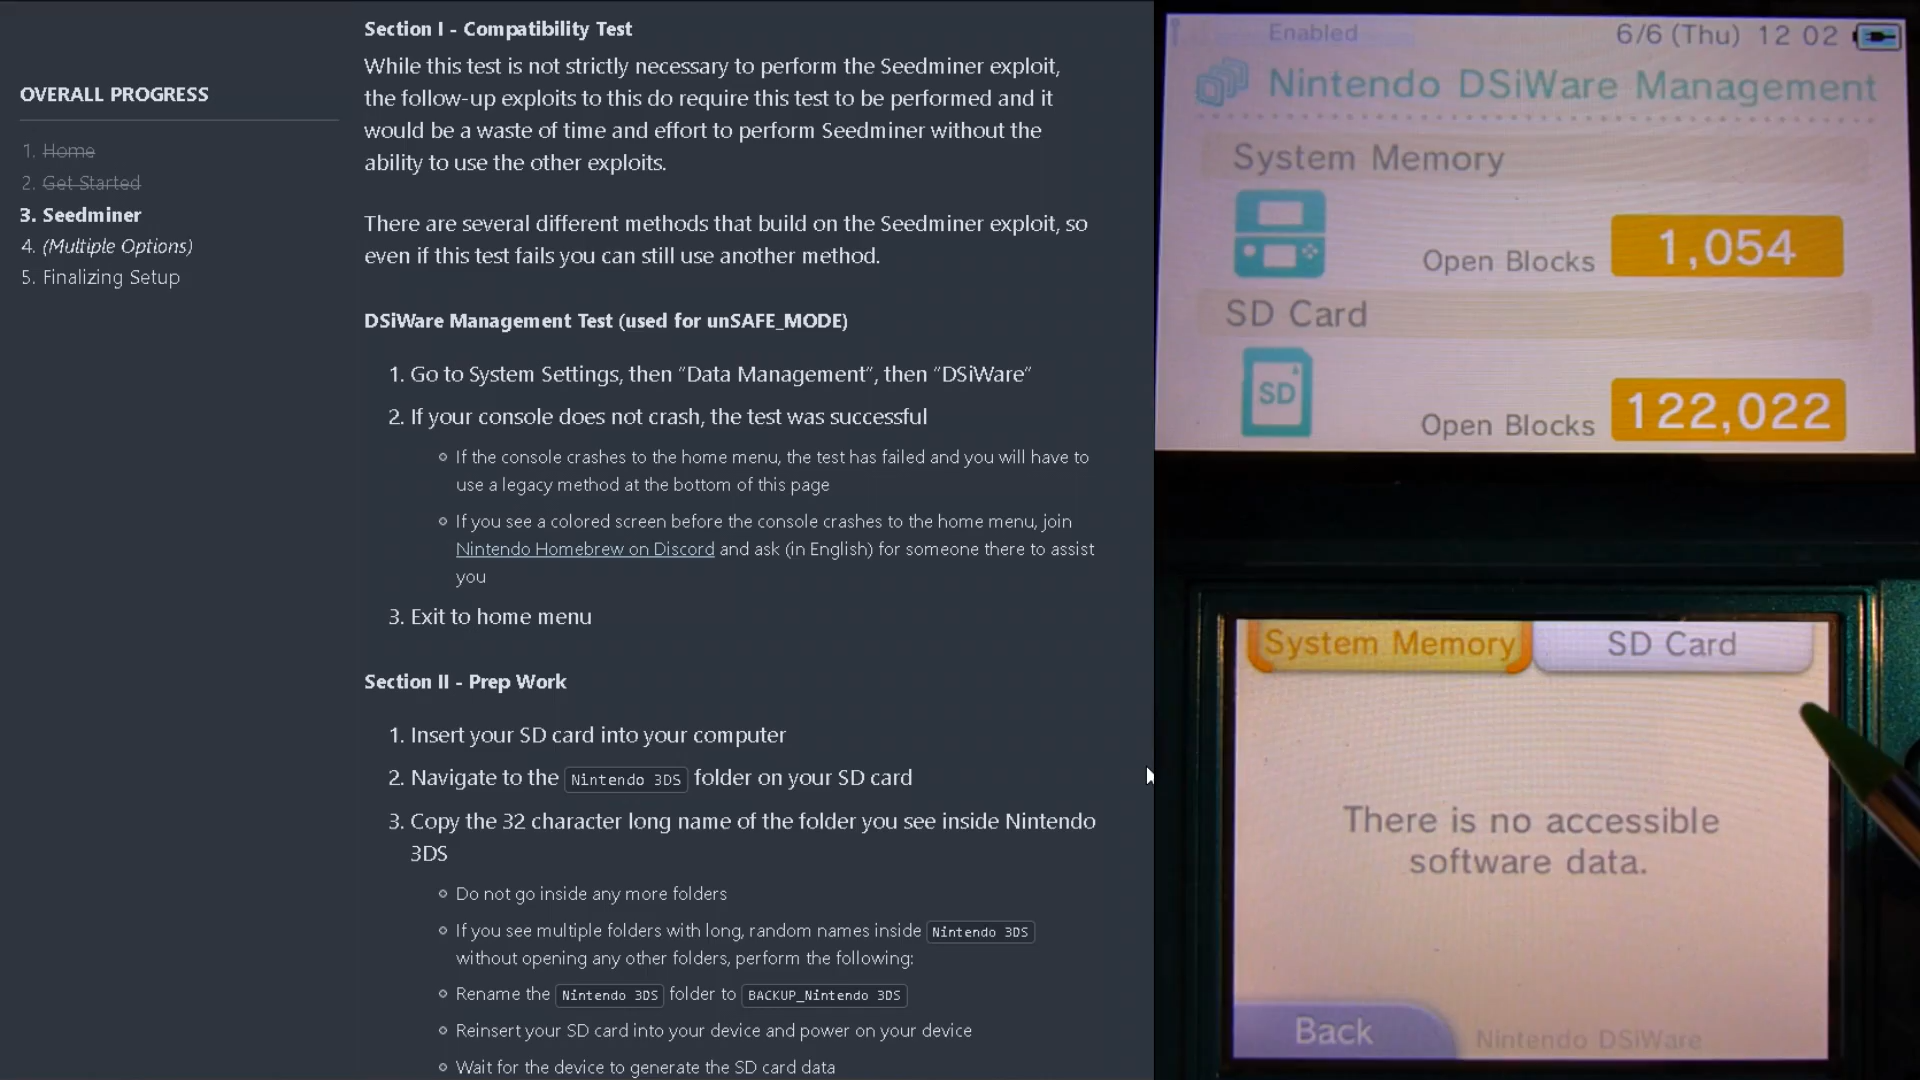 OVERALL PROGRESS
1. Home
2. Get Started
3. Seedminer
4. (Multiple Options)
5. Finalizing Setup
Section I - Compatibility Test
While this test is not strictly necessary to perform the Seedminer exploit,
the follow-up exploits to this do require this test to be performed and it
would be a waste of time and effort to perform Seedminer without the
ability to use the other exploits.
There are several different methods that build on the Seedminer exploit, so
even if this test fails you can still use another method.
DSiWare Management Test (used for unSAFE_MODE)
1. Go to System Settings, then “Data Management”, then “DSiWare”
2. If your console does not crash, the test was successful
If the console crashes to the home menu, the test has failed and you will have to
use a legacy method at the bottom of this page
If you see a colored screen before the console crashes to the home menu, join
Nintendo Homebrew on Discord and ask (in English) for someone there to assist
you
3. Exit to home menu
Section II - Prep Work
1. Insert your SD card into your computer
2. Navigate to the Nintendo 3DS folder on your SD card
3. Copy the 32 character long name of the folder you see inside Nintendo
3DS
Do not go inside any more folders
If you see multiple folders with long, random names inside Nintendo 3DS
without opening any other folders, perform the following:
Rename the Nintendo 3DS folder to BACKUP_Nintendo 3DS
Reinsert your SD card into your device and power on your device
Wait for the device to generate the SD card data
Enabled 6/6 (Thu) 12 02
Nintendo DSiWare Management
System Memory
Open Blocks 1,054
SD Card
SD
Open Blocks 122,022
System Memory SD Card
There is no accessible
software data.
Back Nintendo DSiWare